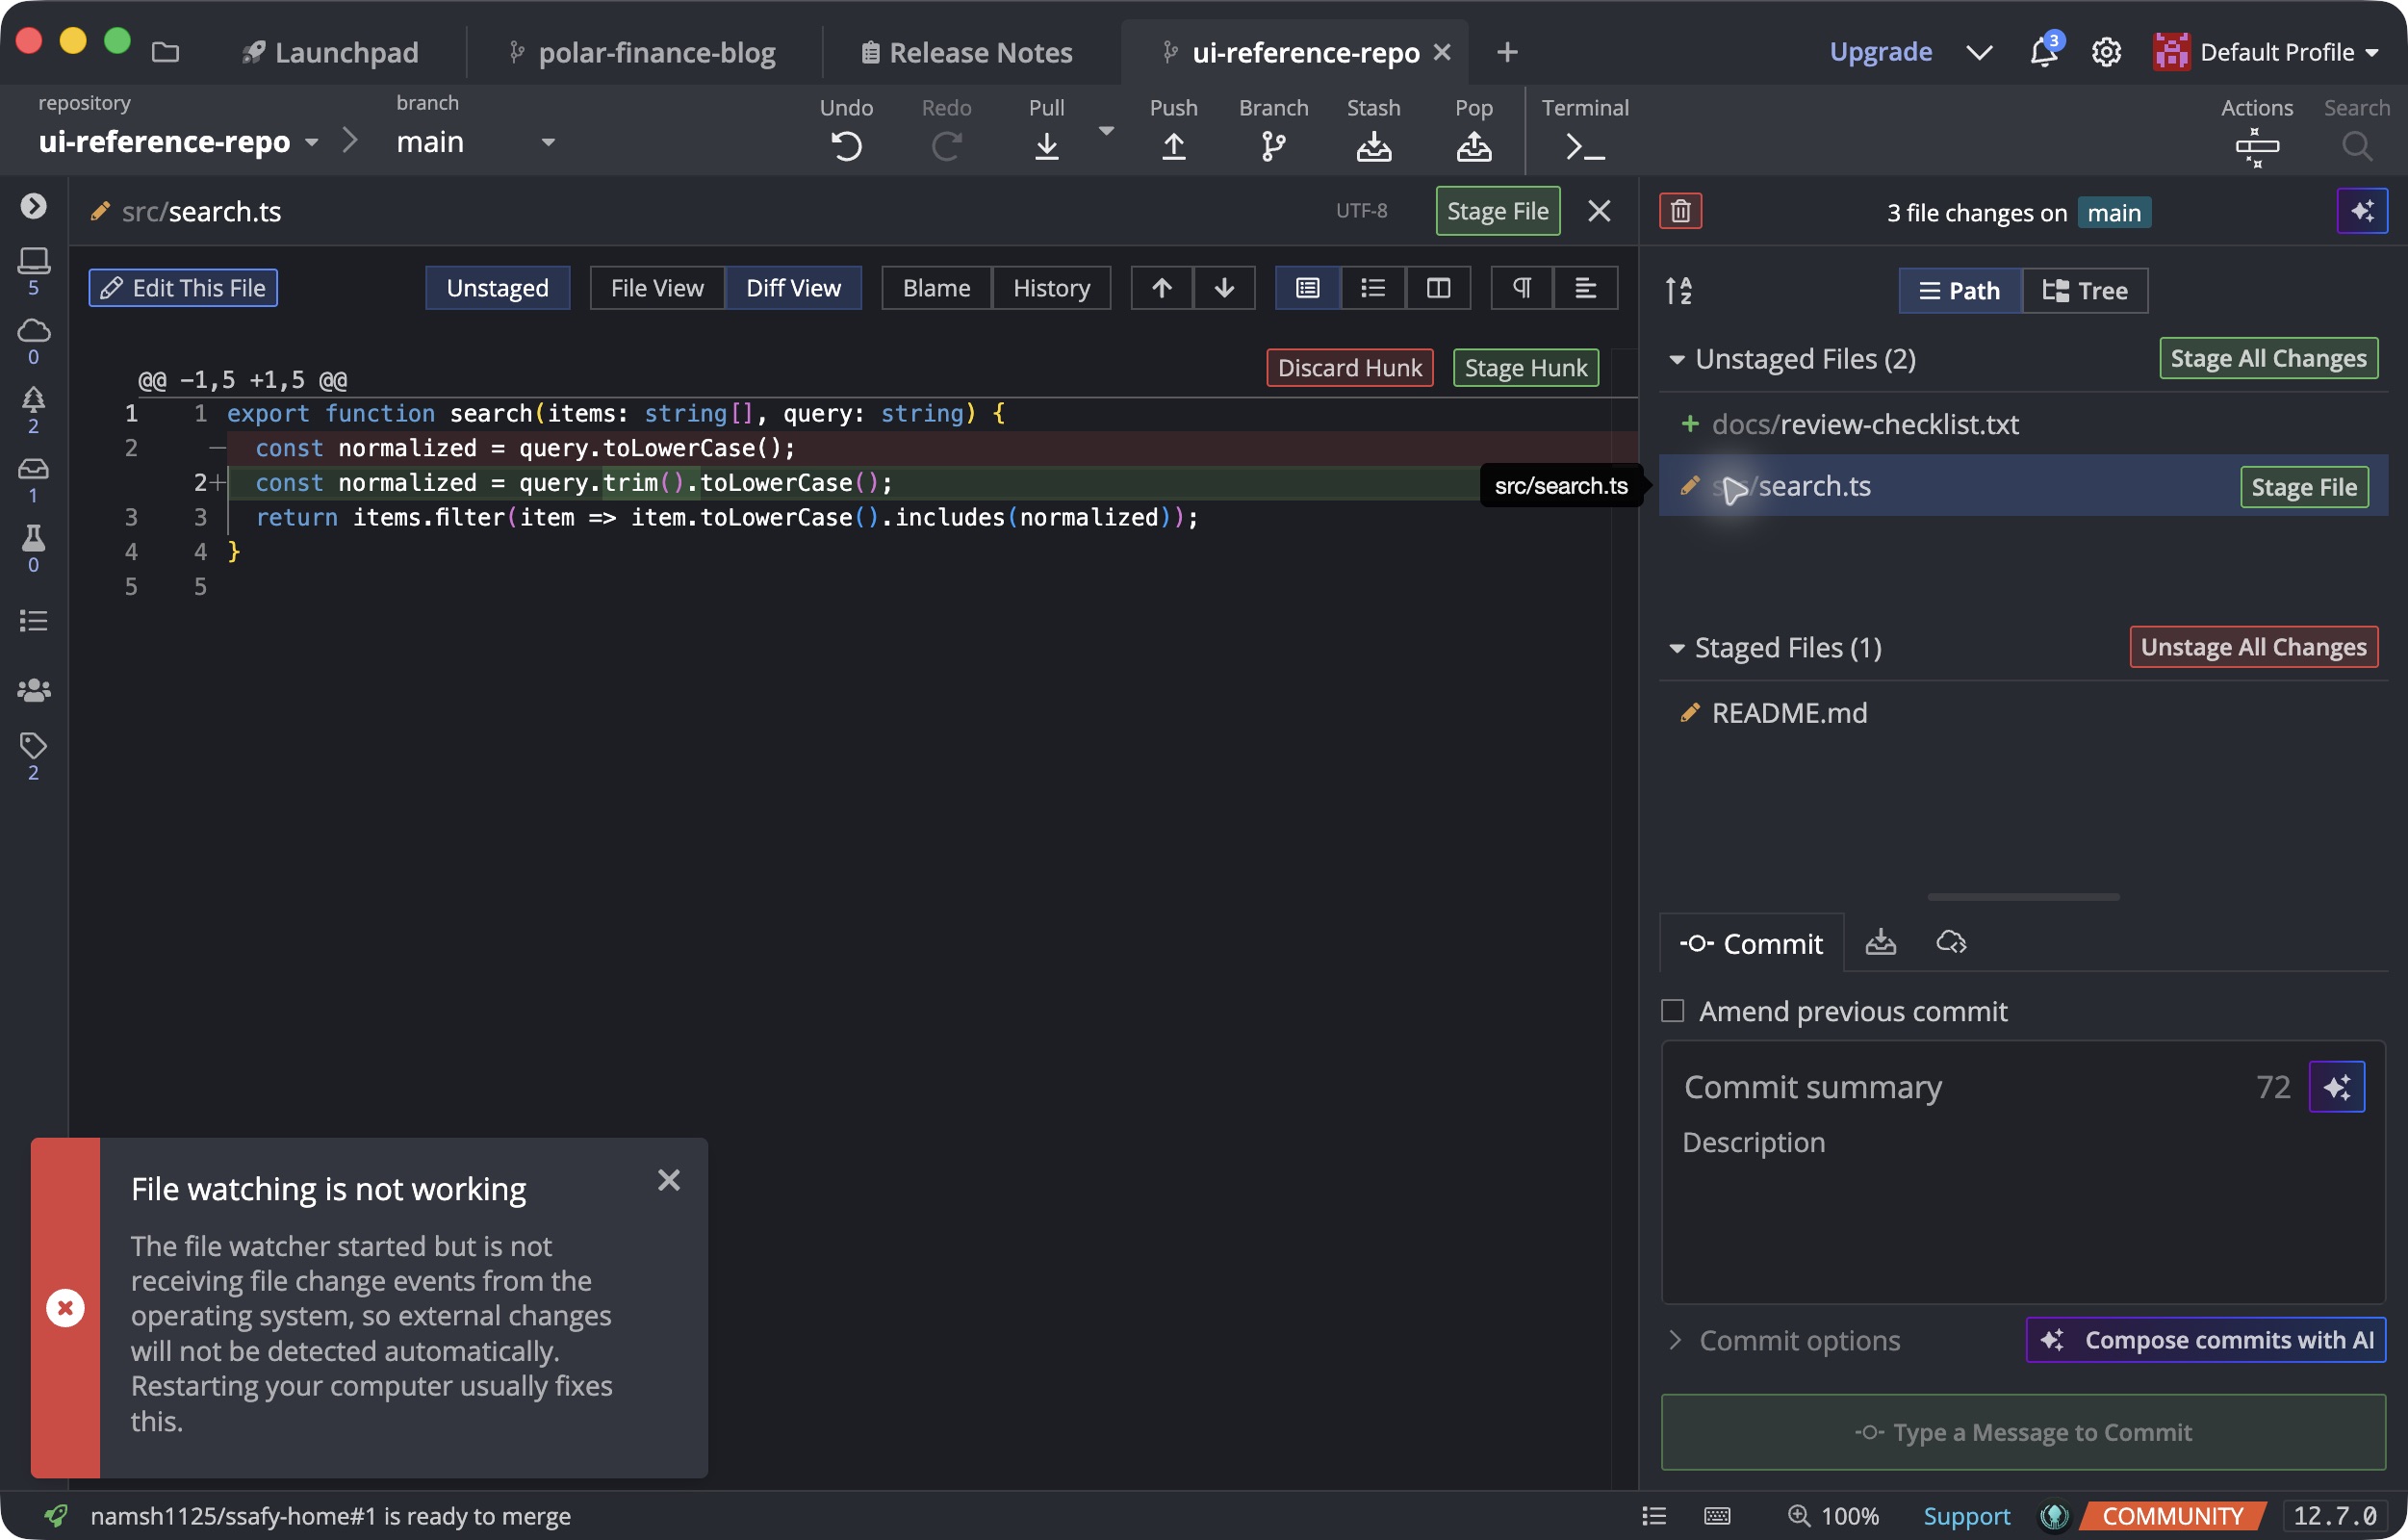 Launchpad
polar-finance-blog
Release Notes
ui-reference-repo
Upgrade
3
Default Profile
repository
ui-reference-repo
branch
main
Undo
Redo
Pull
Push
Branch
Stash
Pop
Terminal
Actions
Search
5
0
2
1
0
2
src/search.ts
UTF-8
Stage File
Edit This File
Unstaged
File View
Diff View
Blame
History
Discard Hunk
Stage Hunk
@@ -1,5 +1,5 @@
1 1 export function search(items: string[], query: string) {
2 — const normalized = query.toLowerCase();
2+ const normalized = query.trim().toLowerCase();
3 3 return items.filter(item => item.toLowerCase().includes(normalized));
4 4 }
5 5
src/search.ts
3 file changes on main
Path
Tree
Unstaged Files (2)
Stage All Changes
+ docs/review-checklist.txt
/search.ts
Stage File
Staged Files (1)
Unstage All Changes
README.md
Commit
Amend previous commit
Commit summary
72
Description
Commit options
Compose commits with AI
Type a Message to Commit
File watching is not working
The file watcher started but is not
receiving file change events from the
operating system, so external changes
will not be detected automatically.
Restarting your computer usually fixes
this.
namsh1125/ssafy-home#1 is ready to merge
100%
Support
COMMUNITY
12.7.0